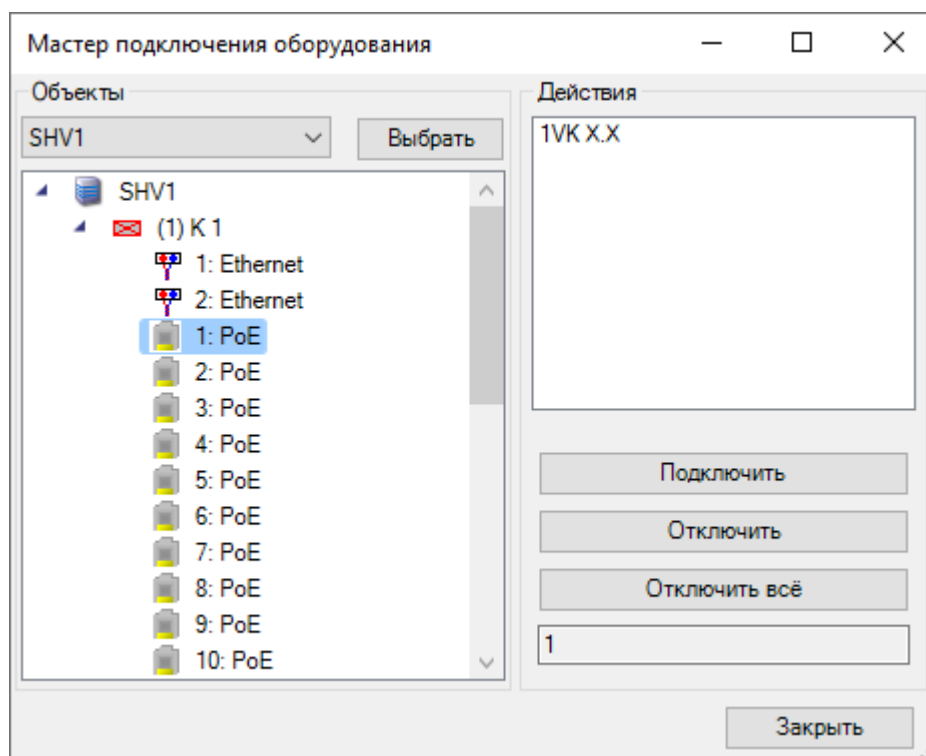 Мастер подключения оборудования
Объекты
SHV1
Выбрать
SHV1
(1) K 1
1: Ethernet
2: Ethernet
1: PoE
2: PoE
3: PoE
4: PoE
5: PoE
6: PoE
7: PoE
8: PoE
9: PoE
10: PoE
Действия
1VK X.X
Подключить
Отключить
Отключить всё
1
Закрыть